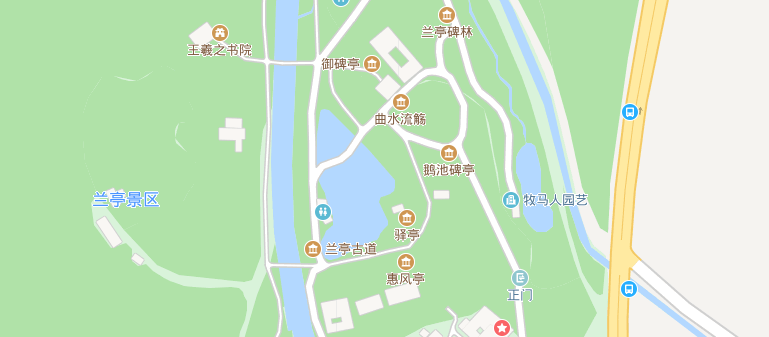 兰亭碑林
王羲之书院
御碑亭
曲水流觞
鹅池碑亭
兰亭景区
牧马人园艺
驿亭
兰亭古道
惠风亭
正门